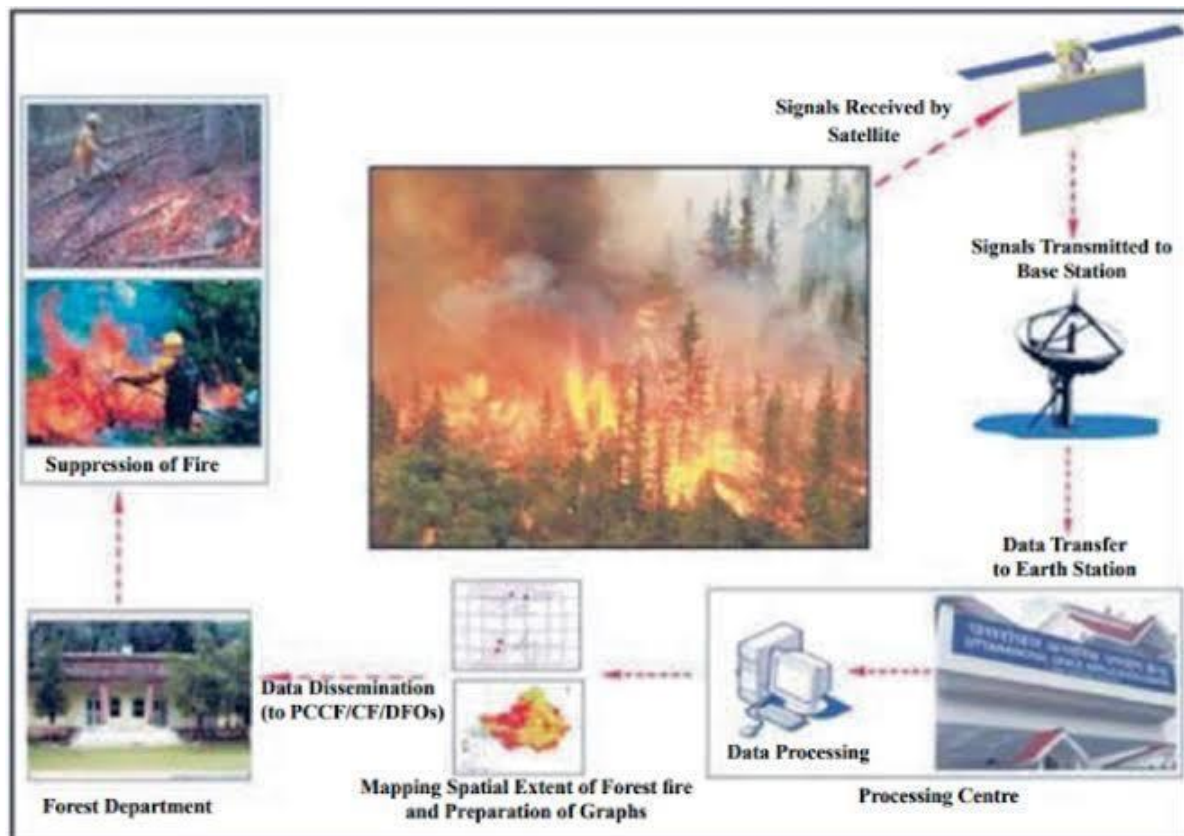 Signals Received by
Satellite
Signals Transmitted to
Base Station
Data Transfer
to Earth Station
Processing Centre
Data Processing
Mapping Spatial Extent of Forest fire
and Preparation of Graphs
Data Dissemination
(to PCCF/CF/DFOs)
Forest Department
Suppression of Fire